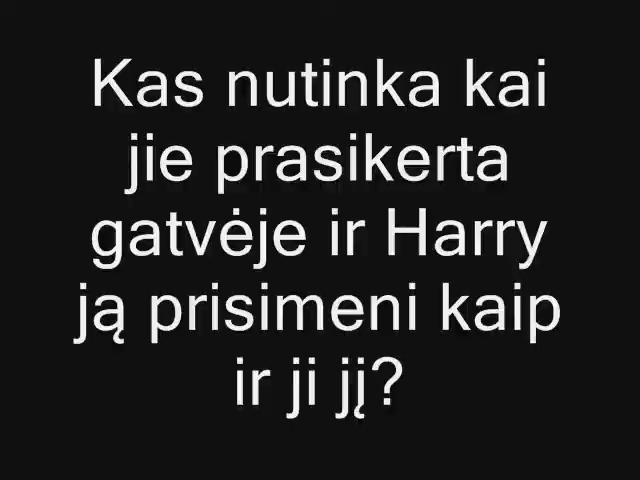 Kas nutinka kai
jie prasikerta
gatvėje ir Harry
ją prisimeni kaip
ir ji jį?